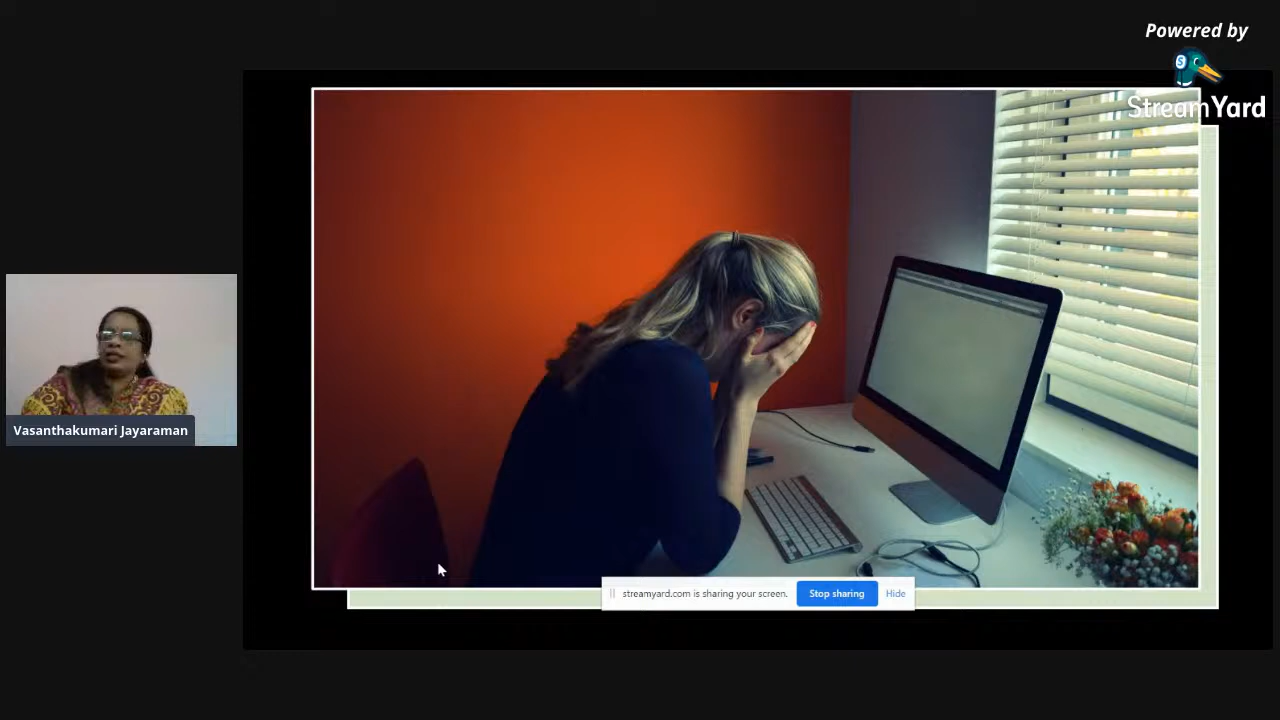 Powered by
StreamYard
Vasanthakumari Jayaraman
streamyard.com is sharing your screen.
Stop sharing
Hide